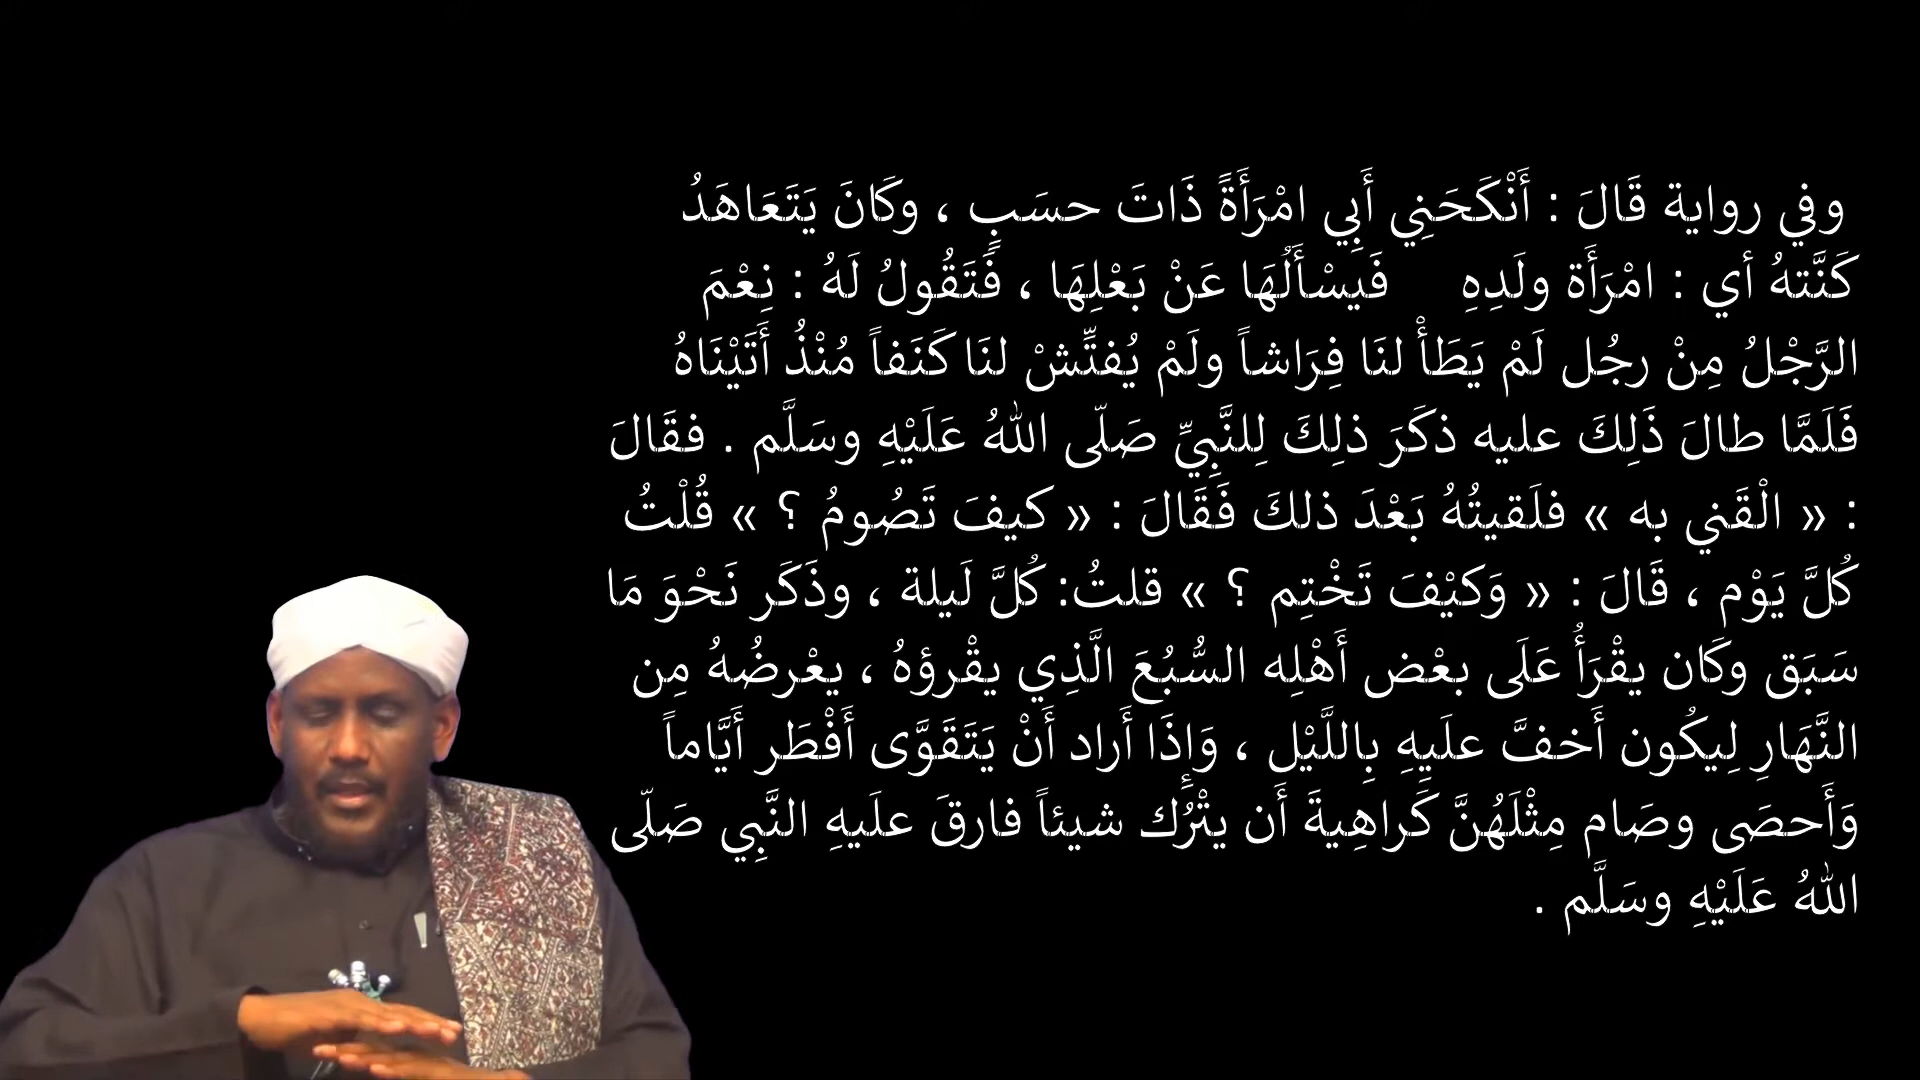 وفي رواية قَالَ : أَنْكَحَنِي أَبِي امْرَأَةً ذَاتَ حسَبٍ ، وكَانَ يَتَعَاهَدُ
كَنَّتهُ أي : امْرَأَة ولَدِهِ فَيسْأَلُهَا عَنْ بَعْلِهَا ، فَتَقُولُ لَهُ : نِعْمَ
الرَّجْلُ مِنْ رجُل لَمْ يَطَأْ لنَا فِرَاشاً ولَمْ يُفتِّشْ لنَا كَنَفاً مُنْذُ أَتَيْنَاهُ
فَلَمَّا طالَ ذَلِكَ عليه ذكَرَ ذلِكَ لِلنَّبِيِّ صَلّى اللهُ عَلَيْهِ وسَلَّم . فقَالَ
: « الْقَني به » فلَقيتُهُ بَعْدَ ذلكَ فَقَالَ : « كيفَ تَصُومُ ؟ » قُلْتُ
كُلَّ يَوْم ، قَالَ : « وَكيْفَ تَخْتِم ؟ » قلتُ: كُلَّ لَيلة ، وذَكَر نَحْوَ مَا
سَبَق وكَان يقْرَأُ عَلَى بعْض أَهْلِه السُّبُعَ الَّذِي يقْرؤهُ ، يعْرضُهُ مِن
النَّهَارِ لِيكُون أَخفَّ علَيهِ بِاللَّيْل ، وَإِذَا أَراد أَنْ يَتَقَوَّى أَفْطَر أَيَّاماً
وَأَحصَى وصَام مِثْلَهُنَّ كَراهِيةَ أَن يتْرُك شيئاً فارقَ علَيهِ النَّبِي صَلّى
اللهُ عَلَيْهِ وسَلَّم .